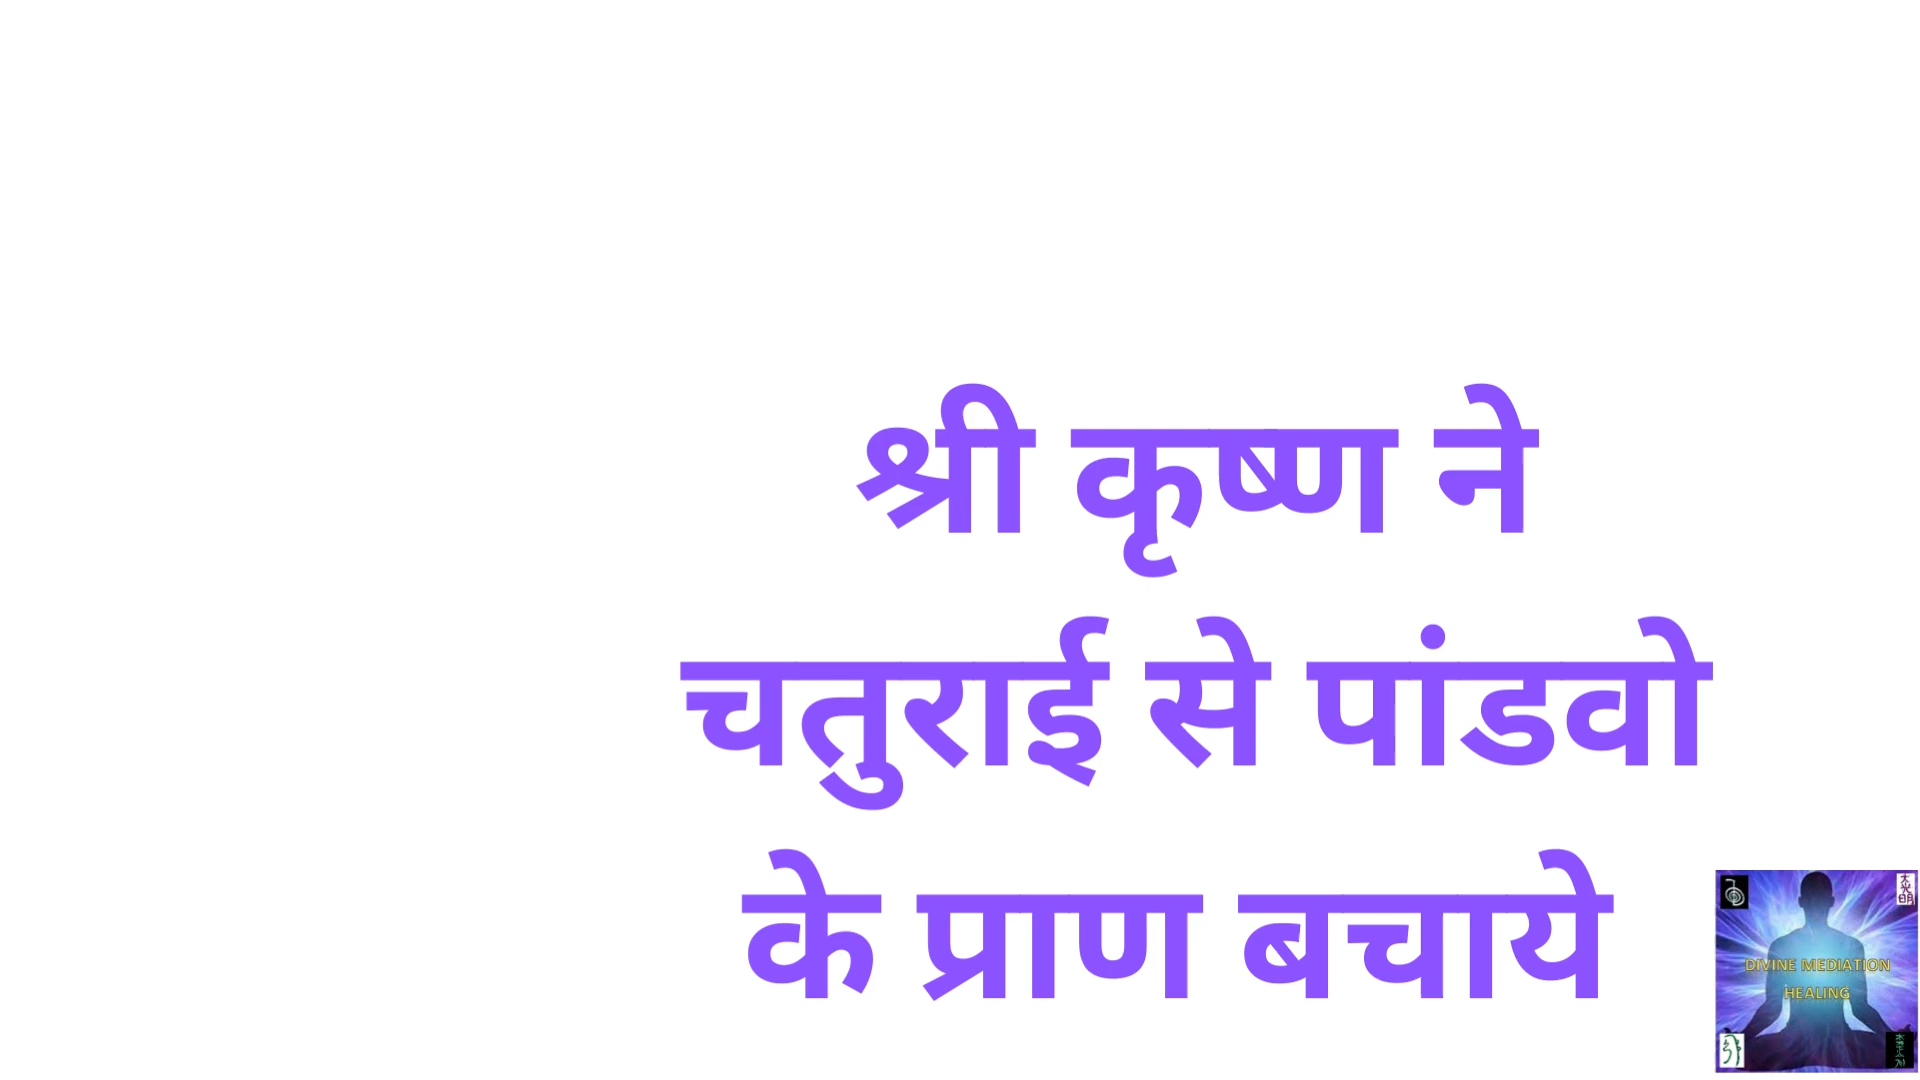 श्री कृष्ण ने
चतुराई से पांडवो
के प्राण बचाये
DIVINE MEDIATION
HEALING